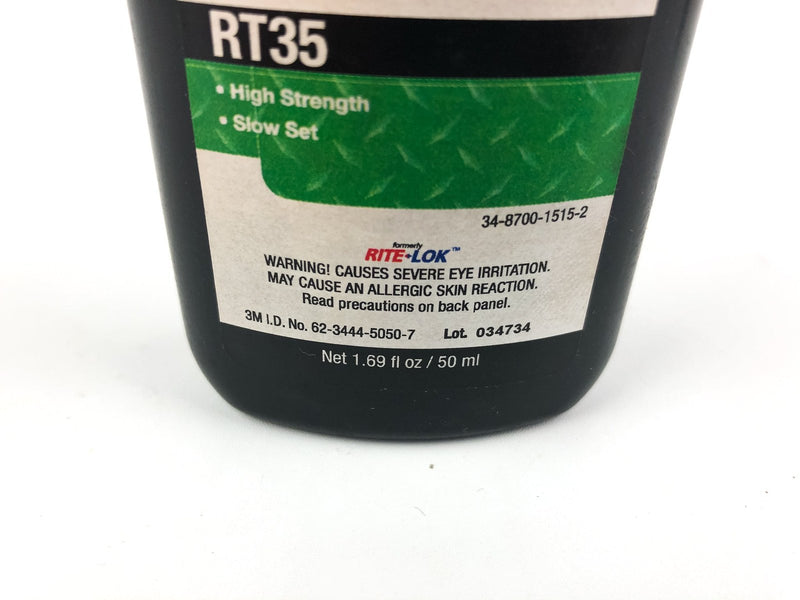 RT35
• High Strength
• Slow Set
34-8700-1515-2
formerly
RITE-LOK™
WARNING! CAUSES SEVERE EYE IRRITATION.
MAY CAUSE AN ALLERGIC SKIN REACTION.
Read precautions on back panel.
3M I.D. No. 62-3444-5050-7 Lot. 034734
Net 1.69 fl oz / 50 ml